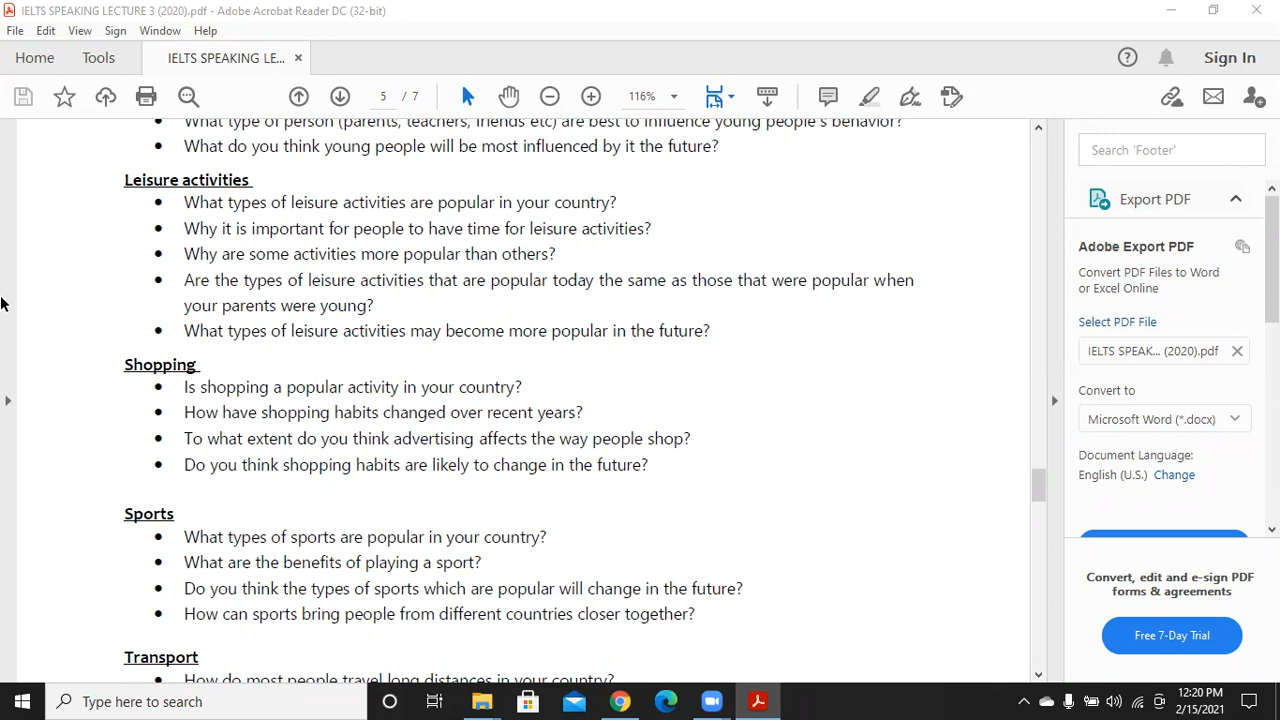 IELTS SPEAKING LECTURE 3 (2020).pdf - Adobe Acrobat Reader DC (32-bit)
File Edit View Sign Window Help
Home Tools IELTS SPEAKING LE... × Sign In
5 / 7 116%
What type of person (parents, teachers, friends etc) are best to influence young people's behavior?
• What do you think young people will be most influenced by it the future?
Leisure activities
• What types of leisure activities are popular in your country?
• Why it is important for people to have time for leisure activities?
• Why are some activities more popular than others?
• Are the types of leisure activities that are popular today the same as those that were popular when
your parents were young?
• What types of leisure activities may become more popular in the future?
Shopping
• Is shopping a popular activity in your country?
• How have shopping habits changed over recent years?
• To what extent do you think advertising affects the way people shop?
• Do you think shopping habits are likely to change in the future?
Sports
• What types of sports are popular in your country?
• What are the benefits of playing a sport?
• Do you think the types of sports which are popular will change in the future?
• How can sports bring people from different countries closer together?
Transport
• How do most people travel long distances in your country?
Search 'Footer'
Export PDF
Adobe Export PDF
Convert PDF Files to Word
or Excel Online
Select PDF File
IELTS SPEAK... (2020).pdf
Convert to
Microsoft Word (*.docx)
Document Language:
English (U.S.) Change
Convert, edit and e-sign PDF
forms & agreements
Free 7-Day Trial
Type here to search
12:20 PM
2/15/2021